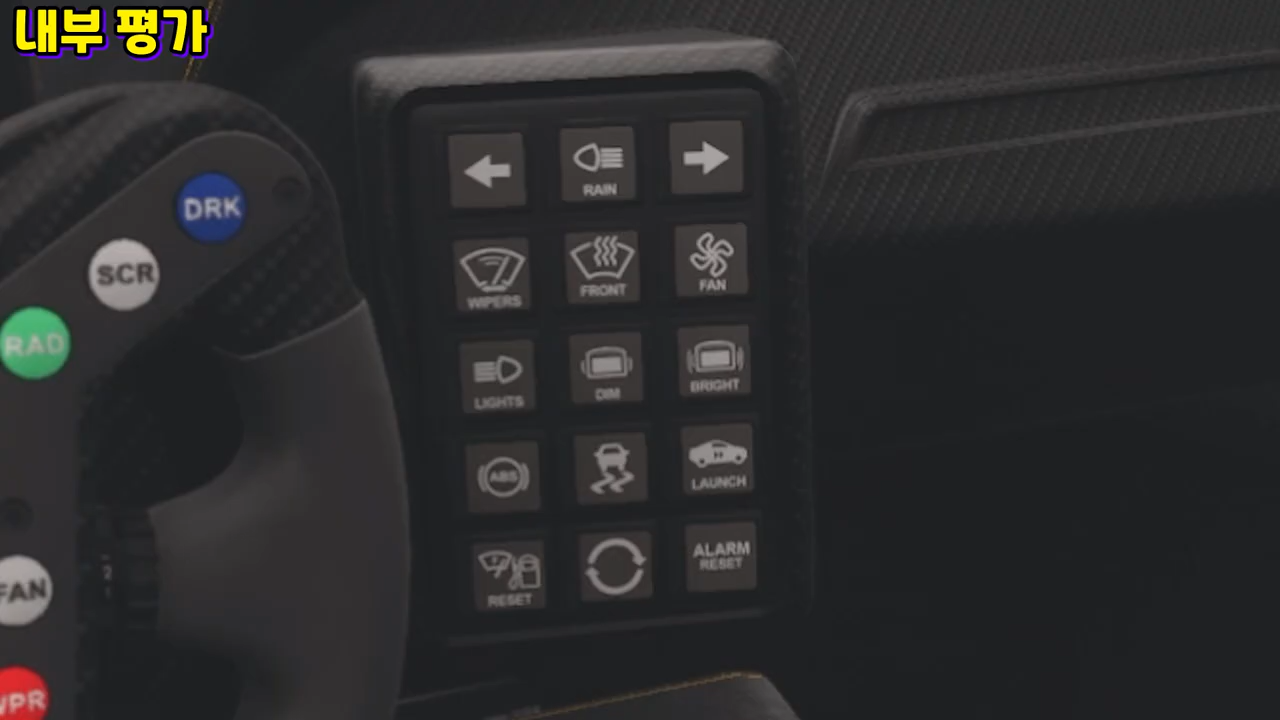 내부 평가
DRK
SCR
RAD
FAN
WPR
RAIN
WIPERS
FRONT
FAN
LIGHTS
DIM
BRIGHT
ABS
LAUNCH
RESET
ALARM
RESET